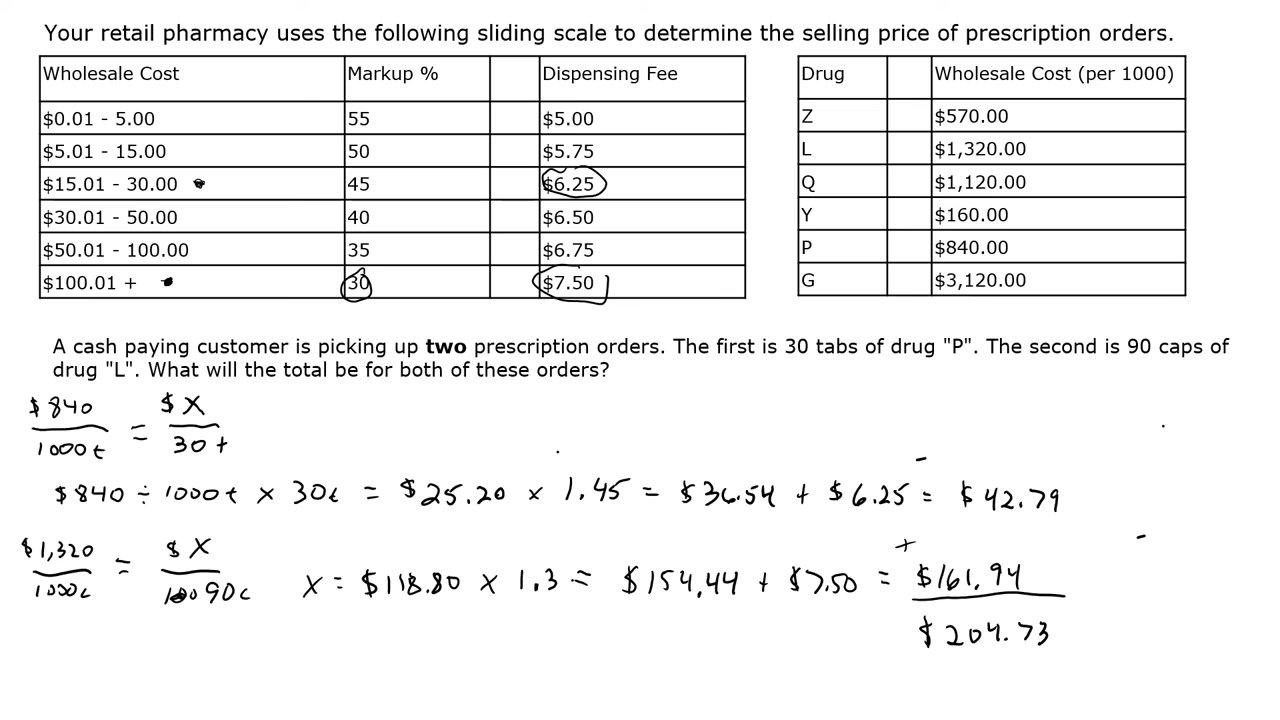 Your retail pharmacy uses the following sliding scale to determine the selling price of prescription orders.
Wholesale Cost Markup % Dispensing Fee
$0.01 - 5.00 55 $5.00
$5.01 - 15.00 50 $5.75
$15.01 - 30.00 45 $6.25
$30.01 - 50.00 40 $6.50
$50.01 - 100.00 35 $6.75
$100.01 + 30 $7.50
Drug Wholesale Cost (per 1000)
Z $570.00
L $1,320.00
Q $1,120.00
Y $160.00
P $840.00
G $3,120.00
A cash paying customer is picking up two prescription orders. The first is 30 tabs of drug "P". The second is 90 caps of
drug "L". What will the total be for both of these orders?
$840 $X
=
1000t 30t
$840 ÷ 1000t x 30t = $25.20 x 1.45 = $36.54 + $6.25 = $42.79
+
$1,320 $X
=
1000c 90c
X = $118.80 x 1.3 = $154.44 + $7.50 = $161.94
$204.73